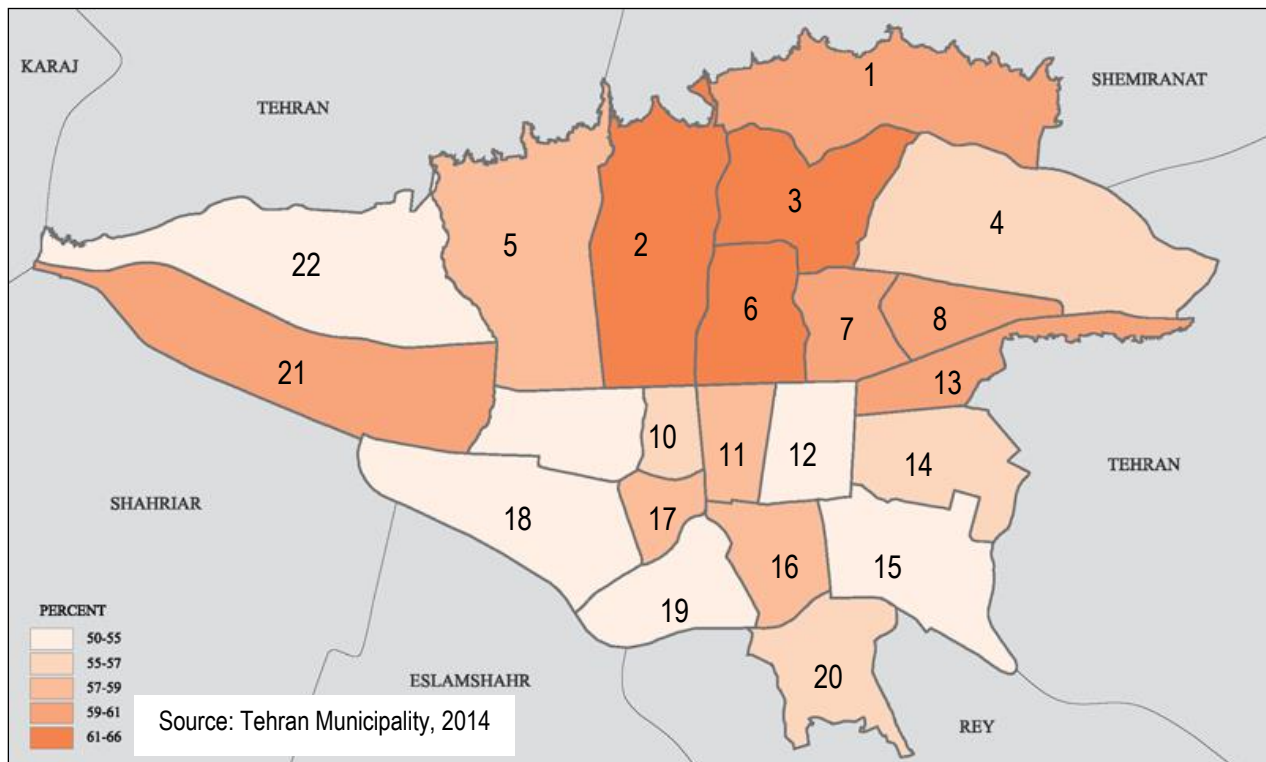 KARAJ
1
SHEMIRANAT
TEHRAN
3
4
5
2
22
6
7
8
21
13
10
11
12
14
TEHRAN
SHAHRIAR
18
17
16
15
19
PERCENT
50-55
55-57
57-59
59-61
61-66
ESLAMSHAHR
20
REY
Source: Tehran Municipality, 2014